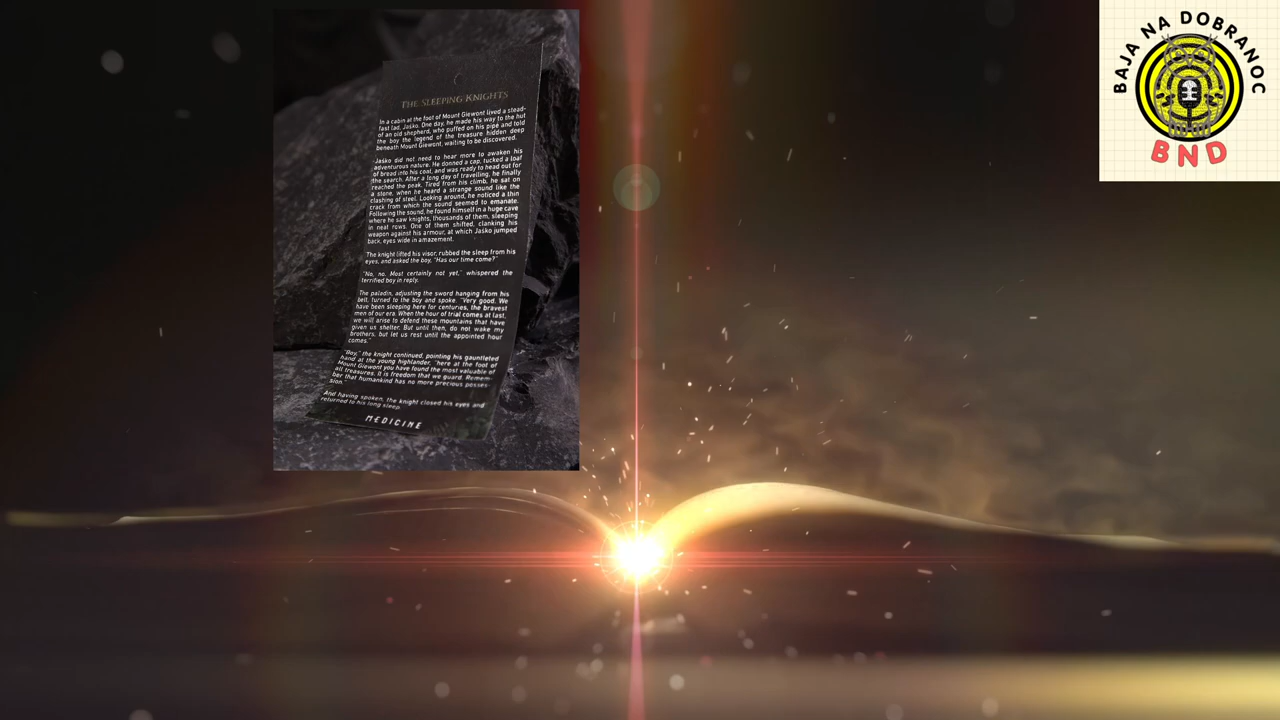 THE SLEEPING KNIGHTS
In a cabin at the foot of Mount Giewont lived a stead-
fast lad, Jaśko. One day, he made his way to the hut
of an old shepherd, who puffed on his pipe and told
the boy the legend of the treasure hidden deep
beneath Mount Giewont, waiting to be discovered.
Jaśko did not need to hear more to awaken his
adventurous nature. He donned a cap, tucked a loaf
of bread into his coat, and was ready to head out for
the search. After a long day of travelling, he finally
reached the peak. Tired from his climb, he sat on
a stone, when he heard a strange sound like the
clashing of steel. Looking around, he noticed a thin
crack from which the sound seemed to emanate.
Following the sound, he found himself in a huge cave
where he saw knights, thousands of them, sleeping
in neat rows. One of them shifted, clanking his
weapon against his armour, at which Jaśko jumped
back, eyes wide in amazement.
The knight lifted his visor, rubbed the sleep from his
eyes, and asked the boy, "Has our time come?"
"No, no. Most certainly not yet," whispered the
terrified boy in reply.
The paladin, adjusting the sword hanging from his
belt, turned to the boy and spoke. "Very good. We
have been sleeping here for centuries, the bravest
men of our era. When the hour of trial comes at last,
we will arise to defend these mountains that have
given us shelter. But until then, do not wake my
brothers, but let us rest until the appointed hour
comes."
"Boy," the knight continued, pointing his gauntleted
hand at the young highlander, "here at the foot of
Mount Giewont you have found the most valuable of
all treasures. It is freedom that we guard. Remem-
ber that humankind has no more precious posses-
sion."
And having spoken, the knight closed his eyes and
returned to his long sleep.
MEDICINE
BAJA NA DOBRANOC
BND